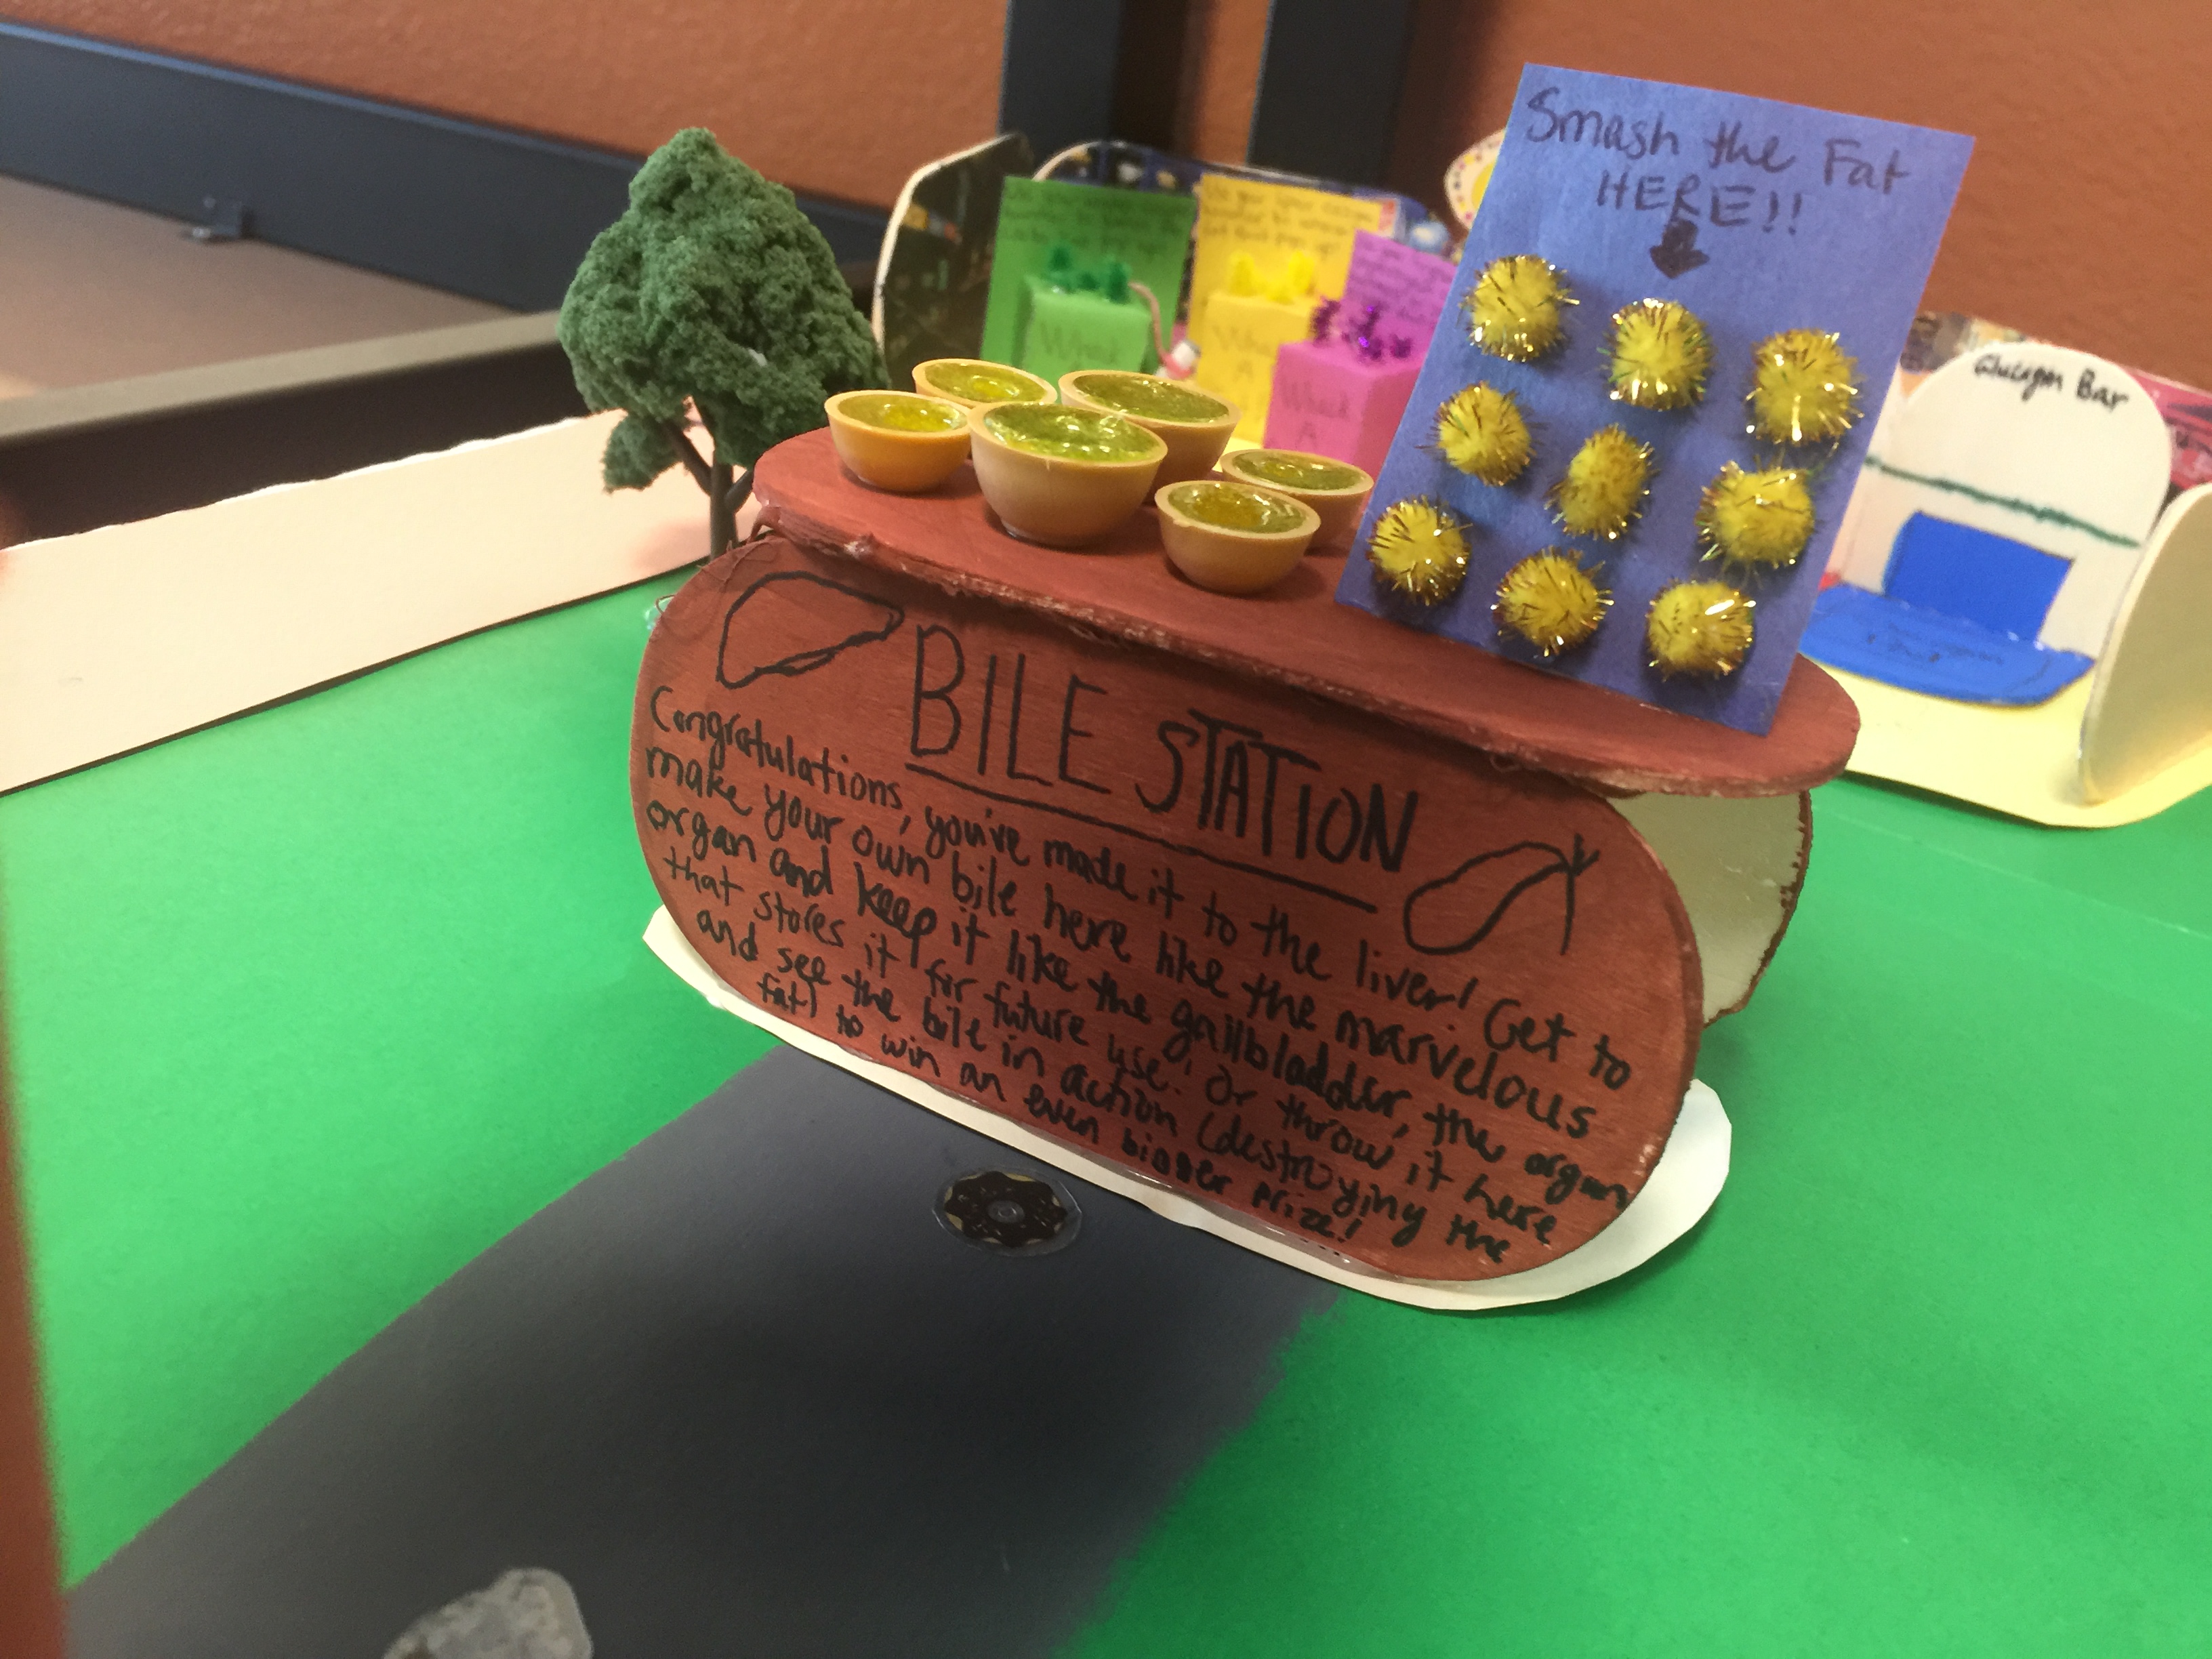 Smash the Fat
HERE!!
Glucagon Bar
Whack
Wha
A
Whack
A
BILE STATION
Congratulations, you've made it to the liver! Get to
make your own bile here like the marvelous
organ and keep it like the gallbladder, the organ
that stores it for future use! Or throw it here
and see the bile in action (destroying the
fat) to win an even bigger prize!